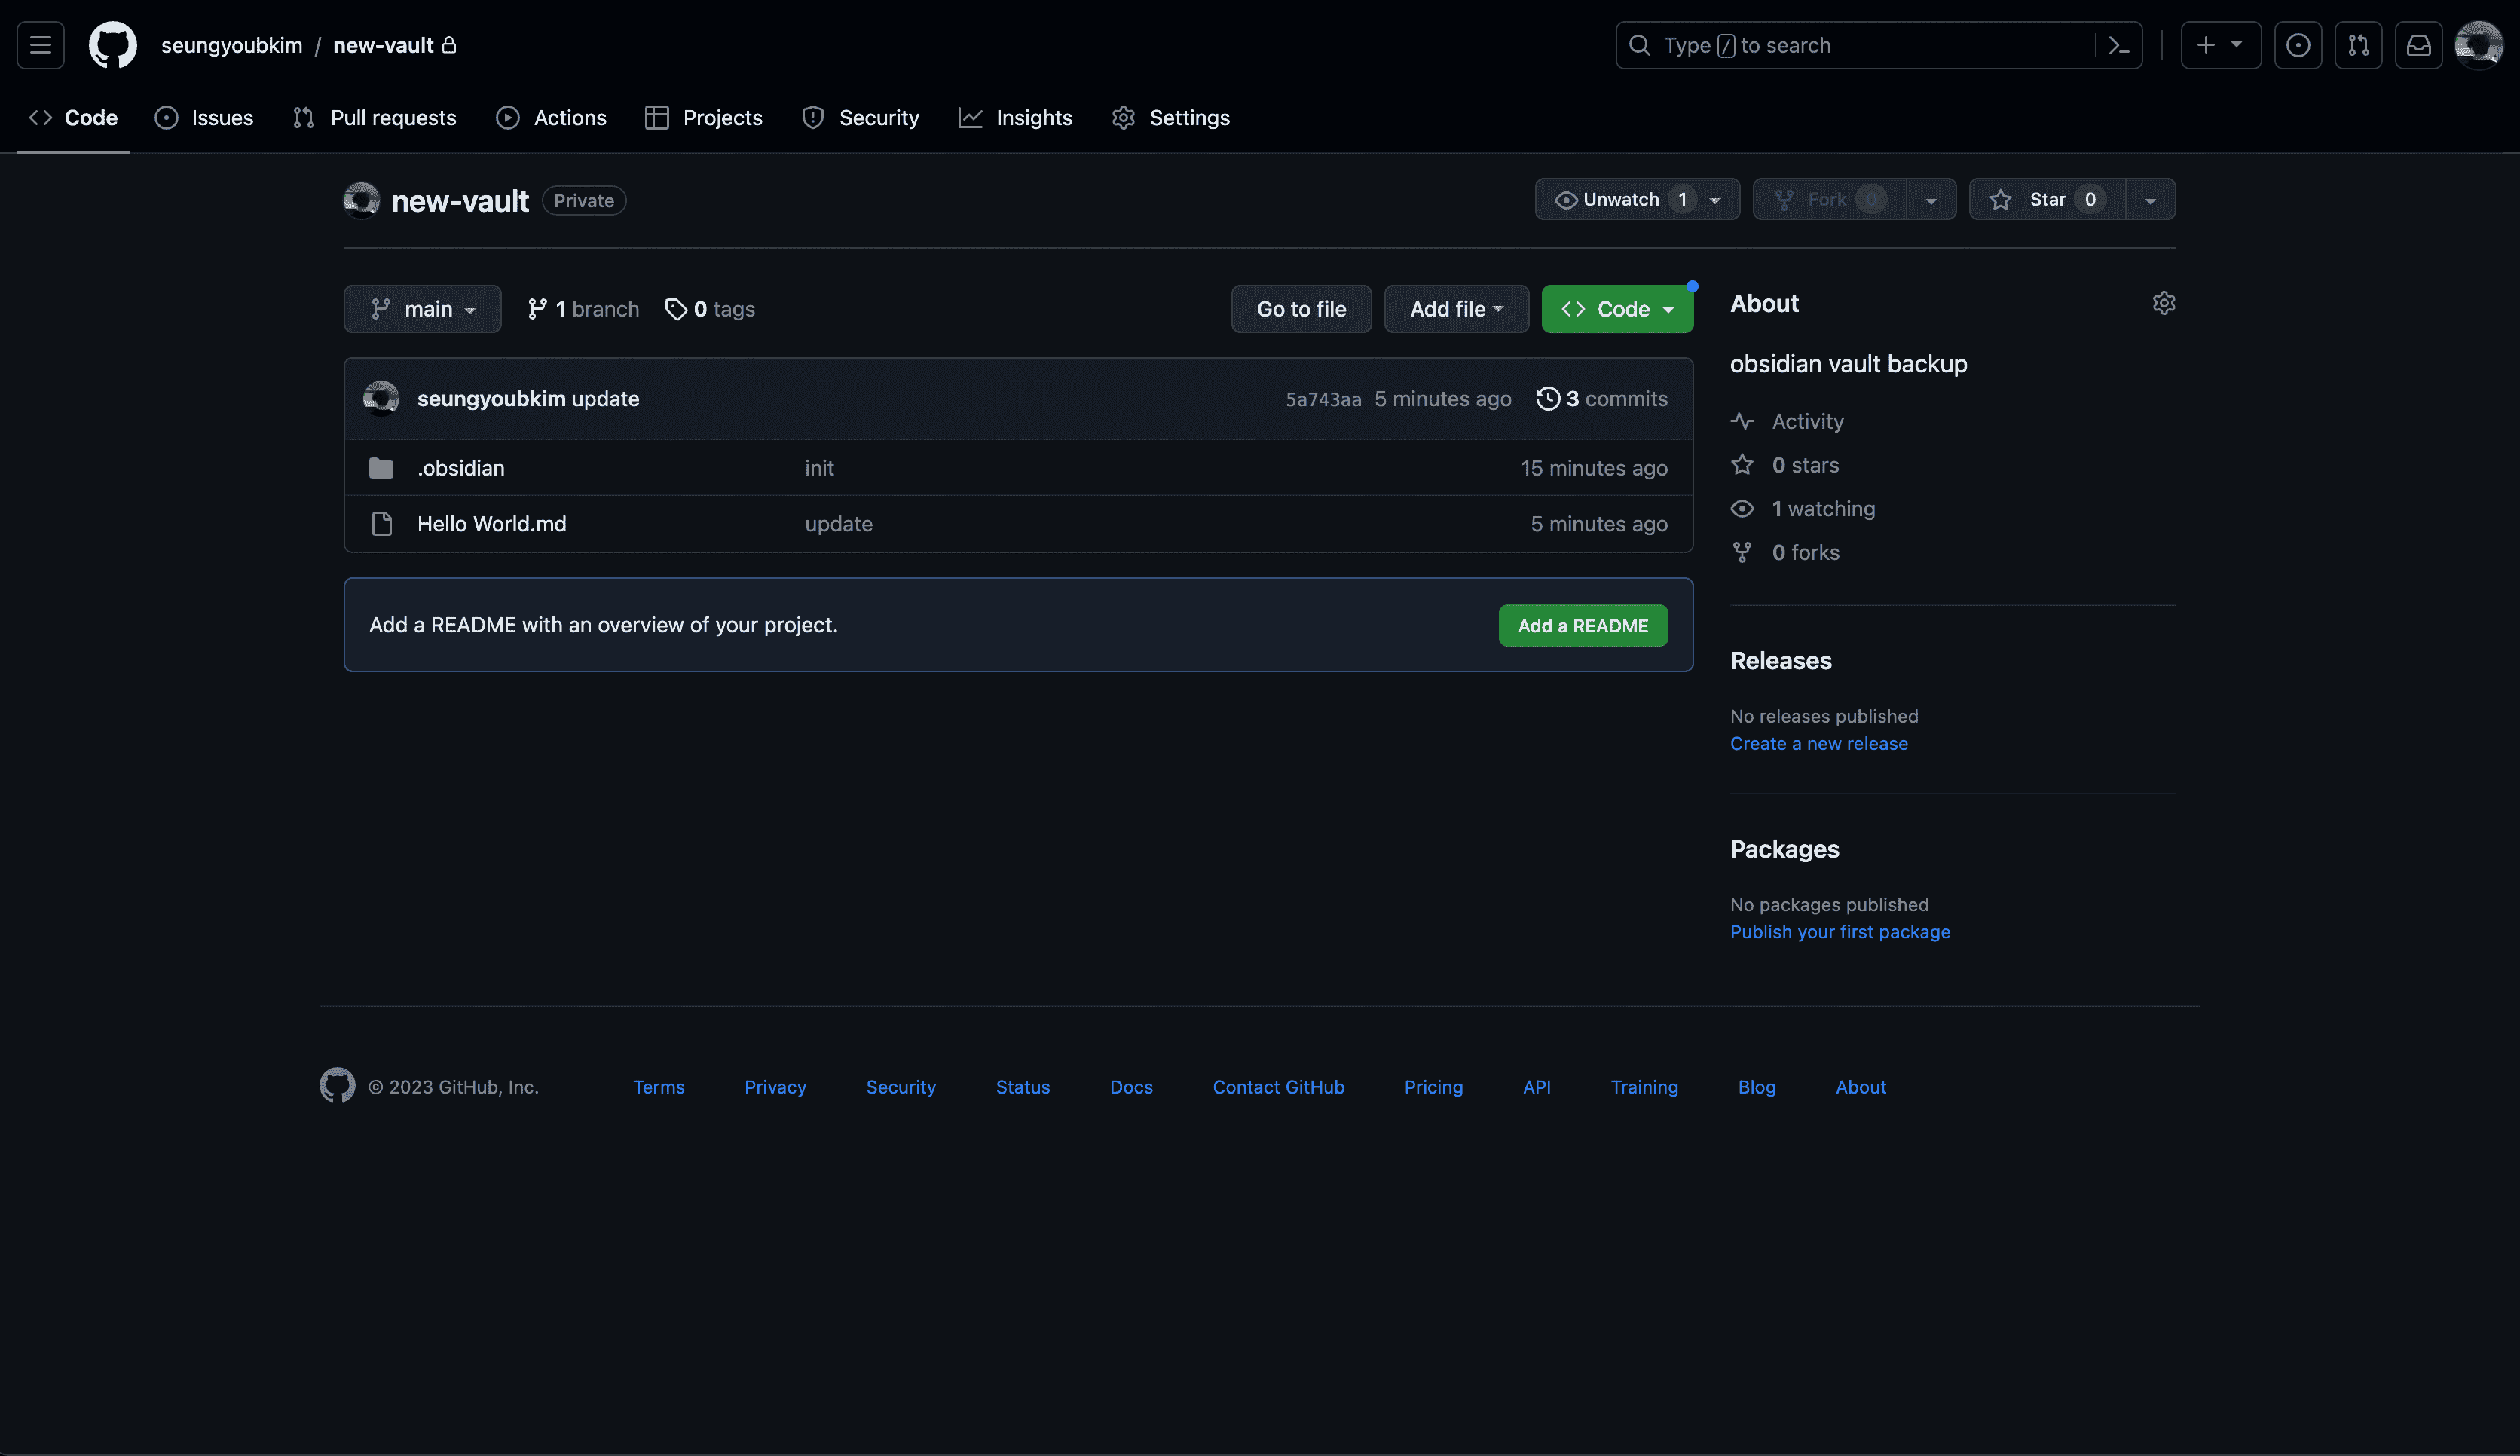 seungyoubkim / new-vault
Type / to search
Code Issues Pull requests Actions Projects Security Insights Settings
new-vault Private
Unwatch 1 Fork 0 Star 0
main 1 branch 0 tags
Go to file Add file Code
seungyoubkim update 5a743aa 5 minutes ago 3 commits
.obsidian init 15 minutes ago
Hello World.md update 5 minutes ago
Add a README with an overview of your project. Add a README
About
obsidian vault backup
Activity
0 stars
1 watching
0 forks
Releases
No releases published
Create a new release
Packages
No packages published
Publish your first package
© 2023 GitHub, Inc. Terms Privacy Security Status Docs Contact GitHub Pricing API Training Blog About